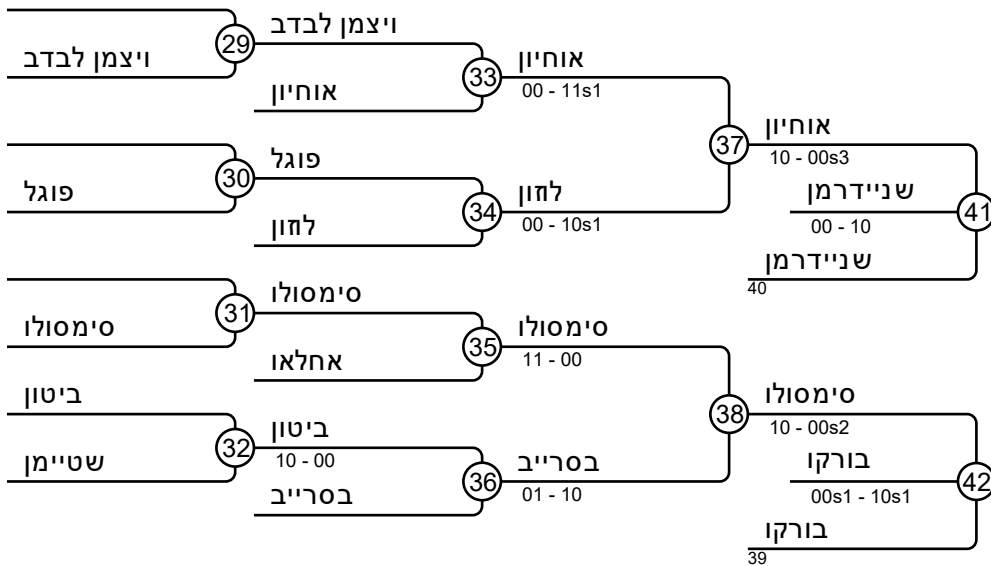 ויצמן לבדב
29
ויצמן לבדב
אוחיון
33
אוחיון
00 - 11s1
פוגל
30
פוגל
לוזון
34
לוזון
00 - 10s1
37
אוחיון
10 - 00s3
שניידרמן
00 - 10
שניידרמן
40
41
סימסולו
31
סימסולו
אחלאו
35
סימסולו
11 - 00
ביטון
שטיימן
32
ביטון
10 - 00
בסרייב
36
בסרייב
01 - 10
38
סימסולו
10 - 00s2
בורקו
00s1 - 10s1
בורקו
39
42